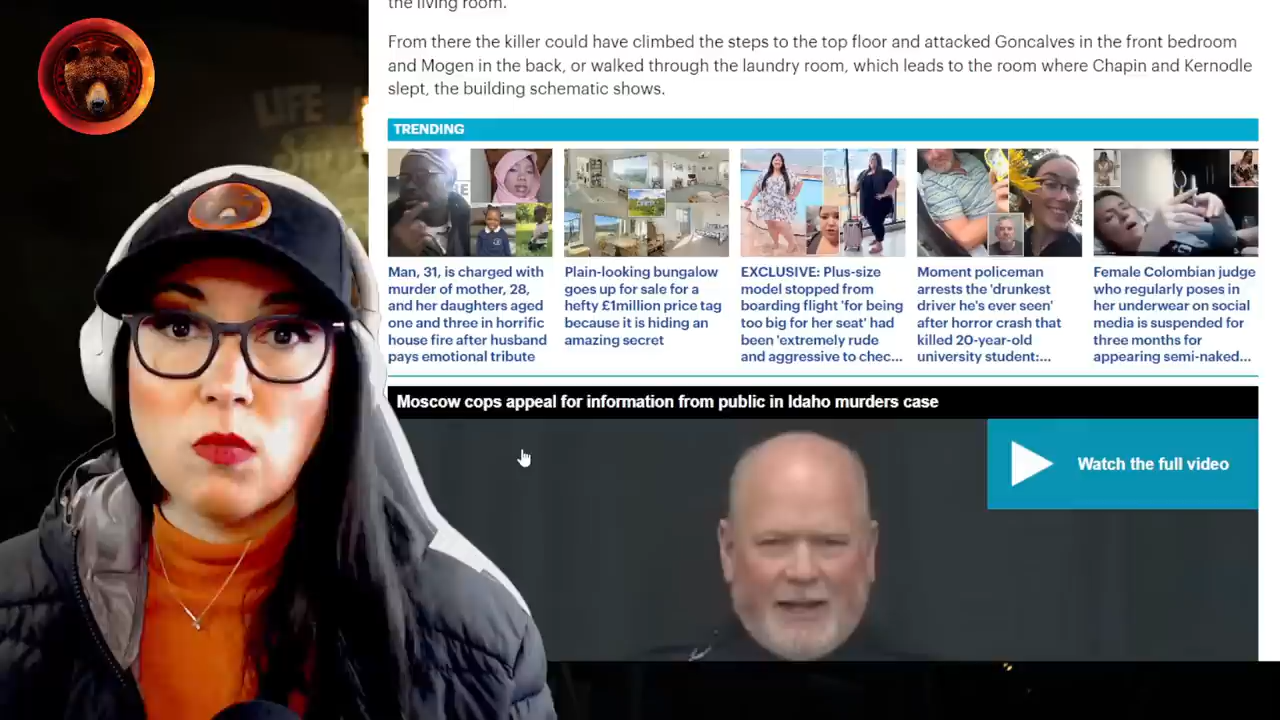 the living room.
From there the killer could have climbed the steps to the top floor and attacked Goncalves in the front bedroom
and Mogen in the back, or walked through the laundry room, which leads to the room where Chapin and Kernodle
slept, the building schematic shows.
TRENDING
Man, 31, is charged with
murder of mother, 28,
and her daughters aged
one and three in horrific
house fire after husband
pays emotional tribute
Plain-looking bungalow
goes up for sale for a
hefty £1million price tag
because it is hiding an
amazing secret
EXCLUSIVE: Plus-size
model stopped from
boarding flight 'for being
too big for her seat' had
been 'extremely rude
and aggressive to chec...
Moment policeman
arrests the 'drunkest
driver he's ever seen'
after horror crash that
killed 20-year-old
university student:...
Female Colombian judge
who regularly poses in
her underwear on social
media is suspended for
three months for
appearing semi-naked...
Moscow cops appeal for information from public in Idaho murders case
Watch the full video
LIFE